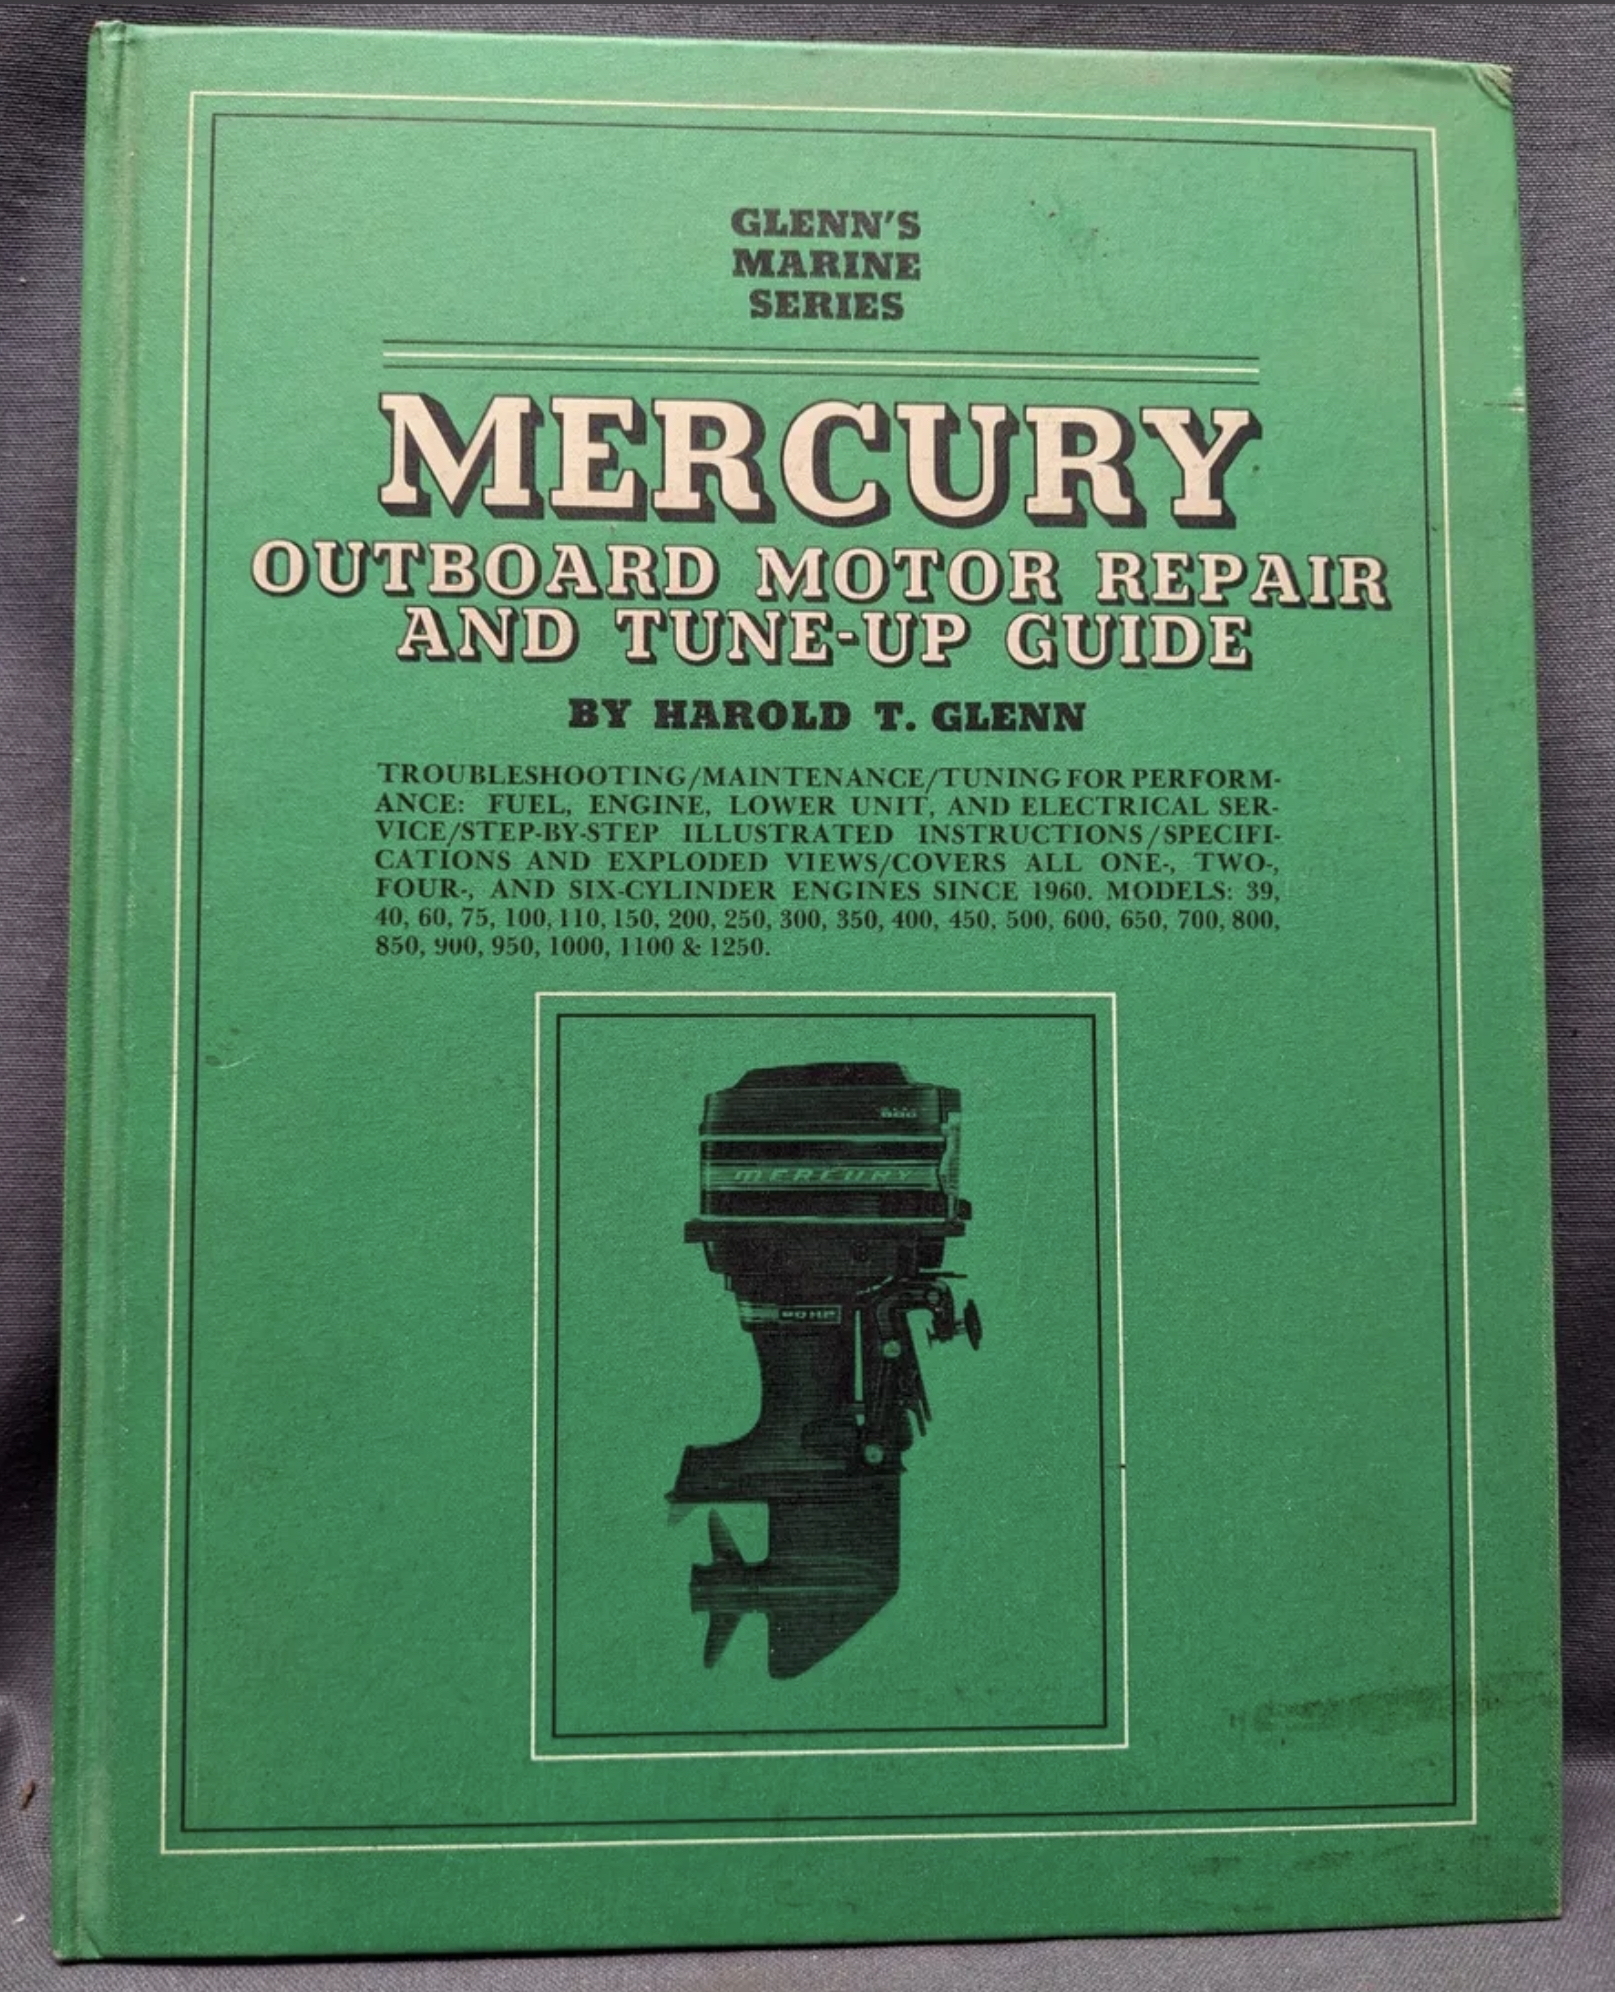 GLENN'S
MARINE
SERIES
MERCURY
OUTBOARD MOTOR REPAIR
AND TUNE-UP GUIDE
BY HAROLD T. GLENN
TROUBLESHOOTING/MAINTENANCE/TUNING FOR PERFORM-
ANCE: FUEL, ENGINE, LOWER UNIT, AND ELECTRICAL SER-
VICE/STEP-BY-STEP ILLUSTRATED INSTRUCTIONS/SPECIFI-
CATIONS AND EXPLODED VIEWS/COVERS ALL ONE-, TWO-,
FOUR-, AND SIX-CYLINDER ENGINES SINCE 1960. MODELS: 39,
40, 60, 75, 100, 110, 150, 200, 250, 300, 350, 400, 450, 500, 600, 650, 700, 800,
850, 900, 950, 1000, 1100 & 1250.
MERCURY